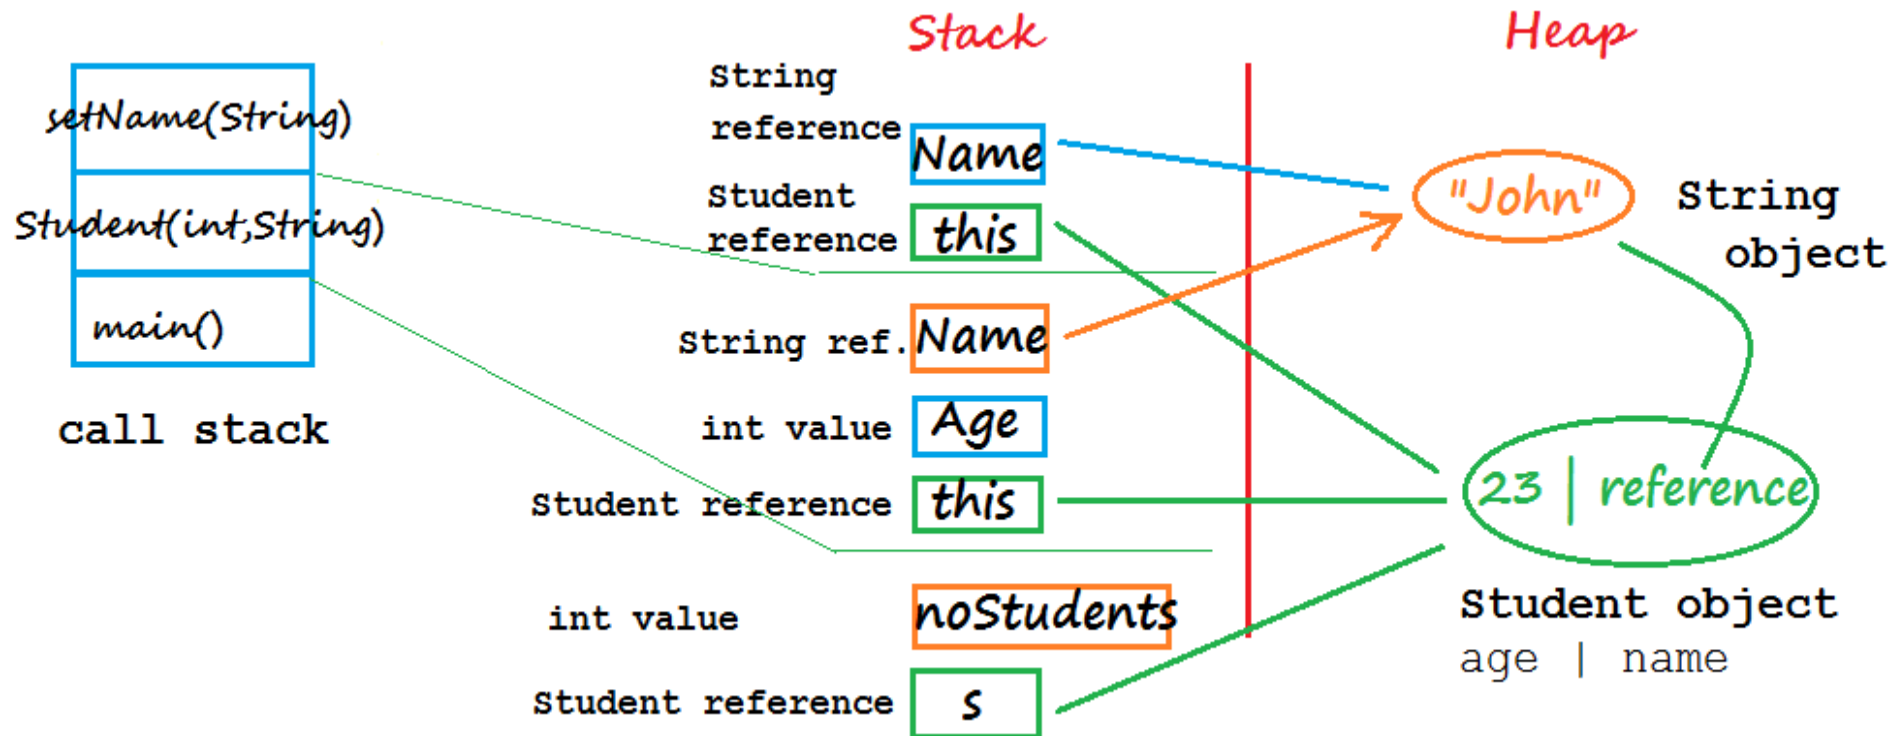 Stack
Heap
setName(String)
Student(int,String)
main()
call stack
String
reference
Name
Student
reference
this
String ref.
Name
int value
Age
Student reference
this
int value
noStudents
Student reference
s
"John"
String
object
23 | reference
Student object
age | name